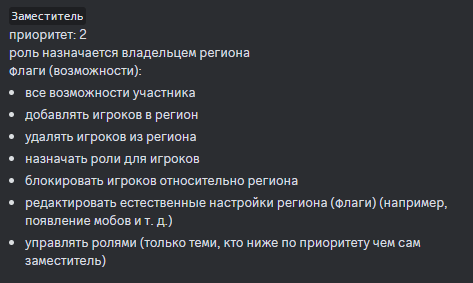 Заместитель
приоритет: 2
роль назначается владельцем региона
флаги (возможности):
• все возможности участника
• добавлять игроков в регион
• удалять игроков из региона
• назначать роли для игроков
• блокировать игроков относительно региона
• редактировать естественные настройки региона (флаги) (например,
появление мобов и т. д.)
• управлять ролями (только теми, кто ниже по приоритету чем сам
заместитель)